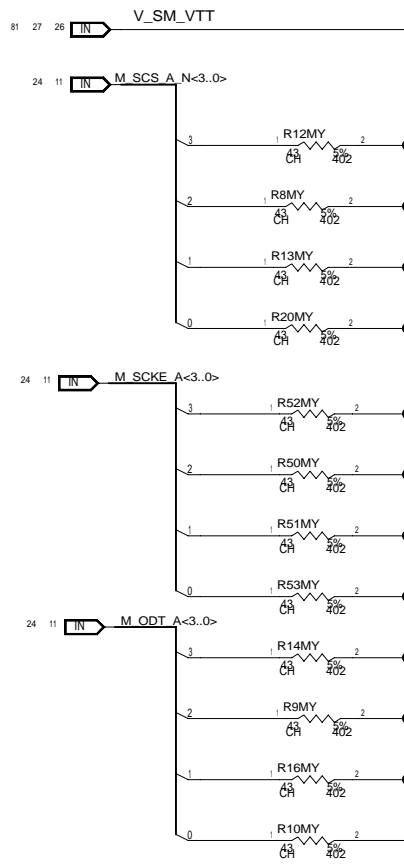 V_SM_VTT
81 27 26 IN
24 11 IN M_SCS_A_N<3..0>
3 1 R12MY 2
43 5%
CH 402
2 1 R8MY 2
43 5%
CH 402
1 1 R13MY 2
43 5%
CH 402
0 1 R20MY 2
43 5%
CH 402
24 11 IN M_SCKE_A<3..0>
3 1 R52MY 2
43 5%
CH 402
2 1 R50MY 2
43 5%
CH 402
1 1 R51MY 2
43 5%
CH 402
0 1 R53MY 2
43 5%
CH 402
24 11 IN M_ODT_A<3..0>
3 1 R14MY 2
43 5%
CH 402
2 1 R9MY 2
43 5%
CH 402
1 1 R16MY 2
43 5%
CH 402
0 1 R10MY 2
43 5%
CH 402